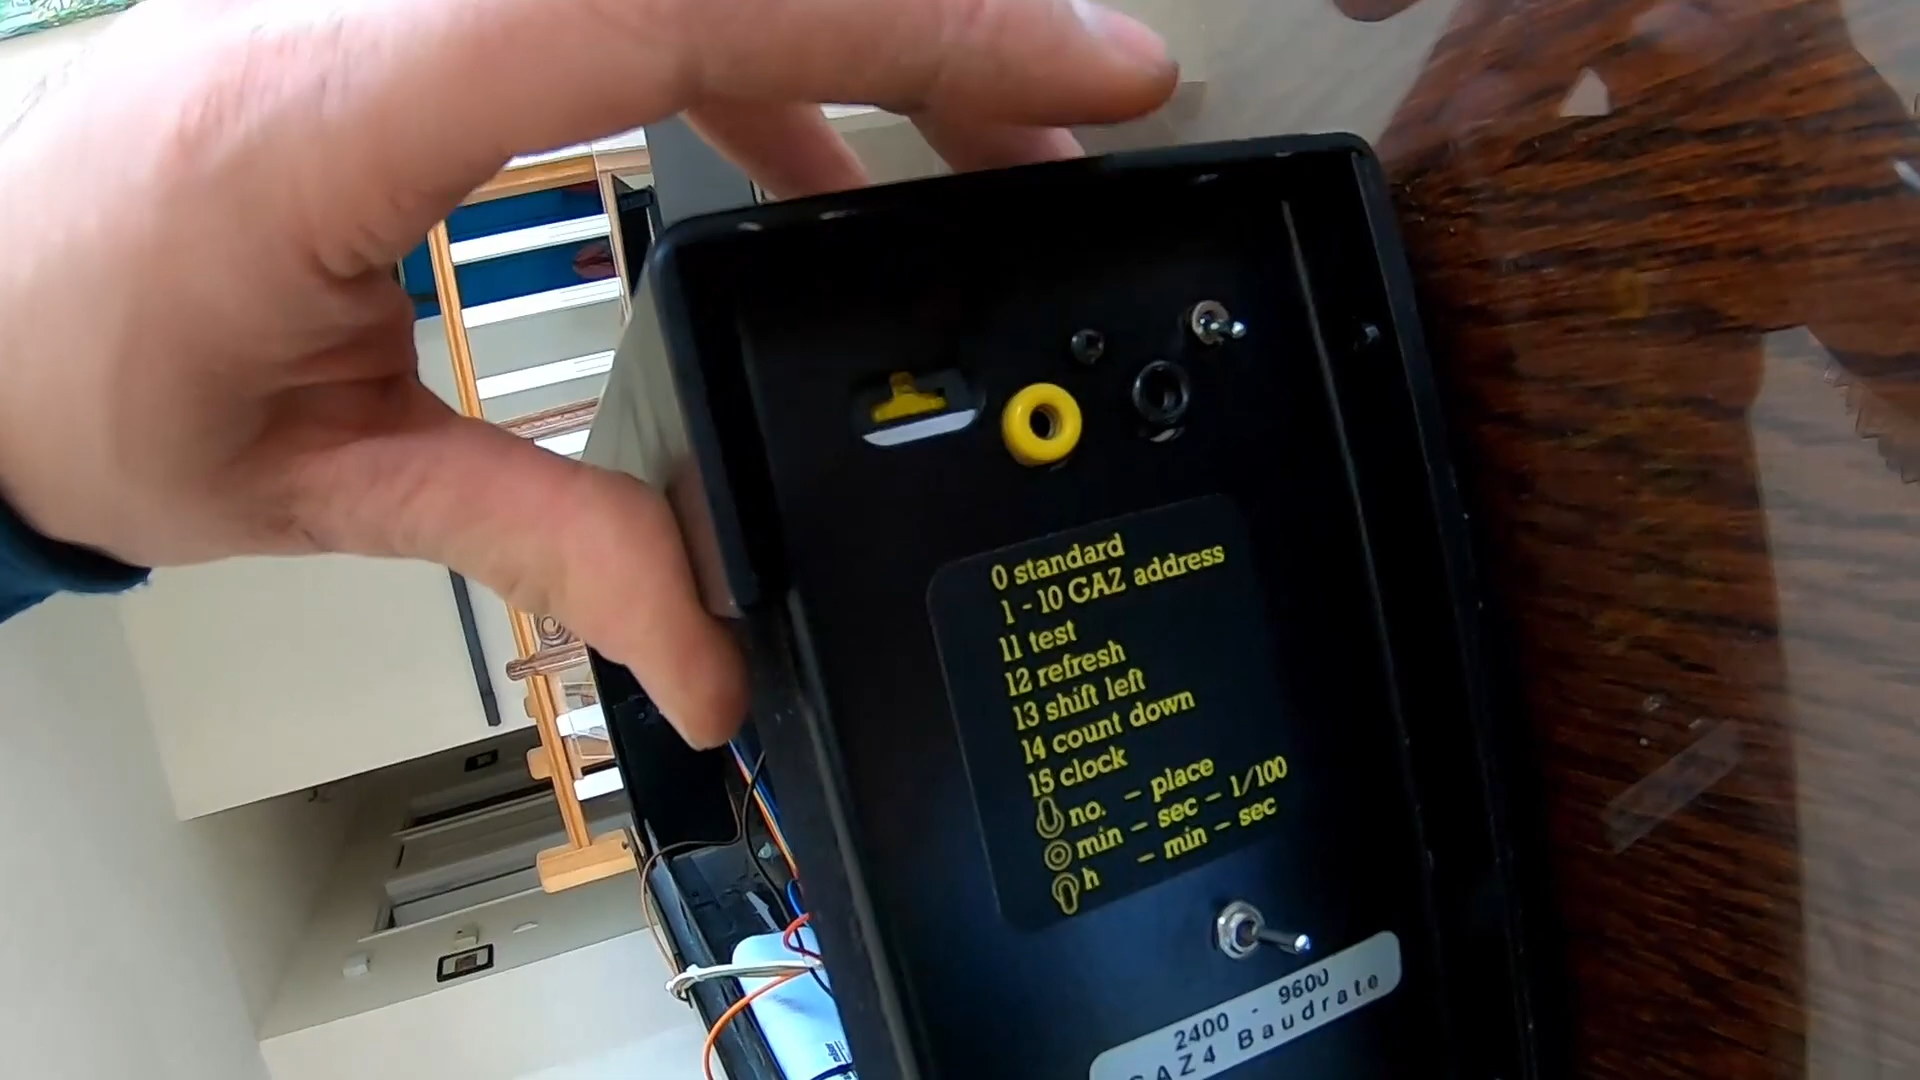 0 standard
1 - 10 GAZ address
11 test
12 refresh
13 shift left
14 count down
15 clock
no. - place
min - sec - 1/100
h - min - sec
2400 - 9600
GAZ4 Baudrate